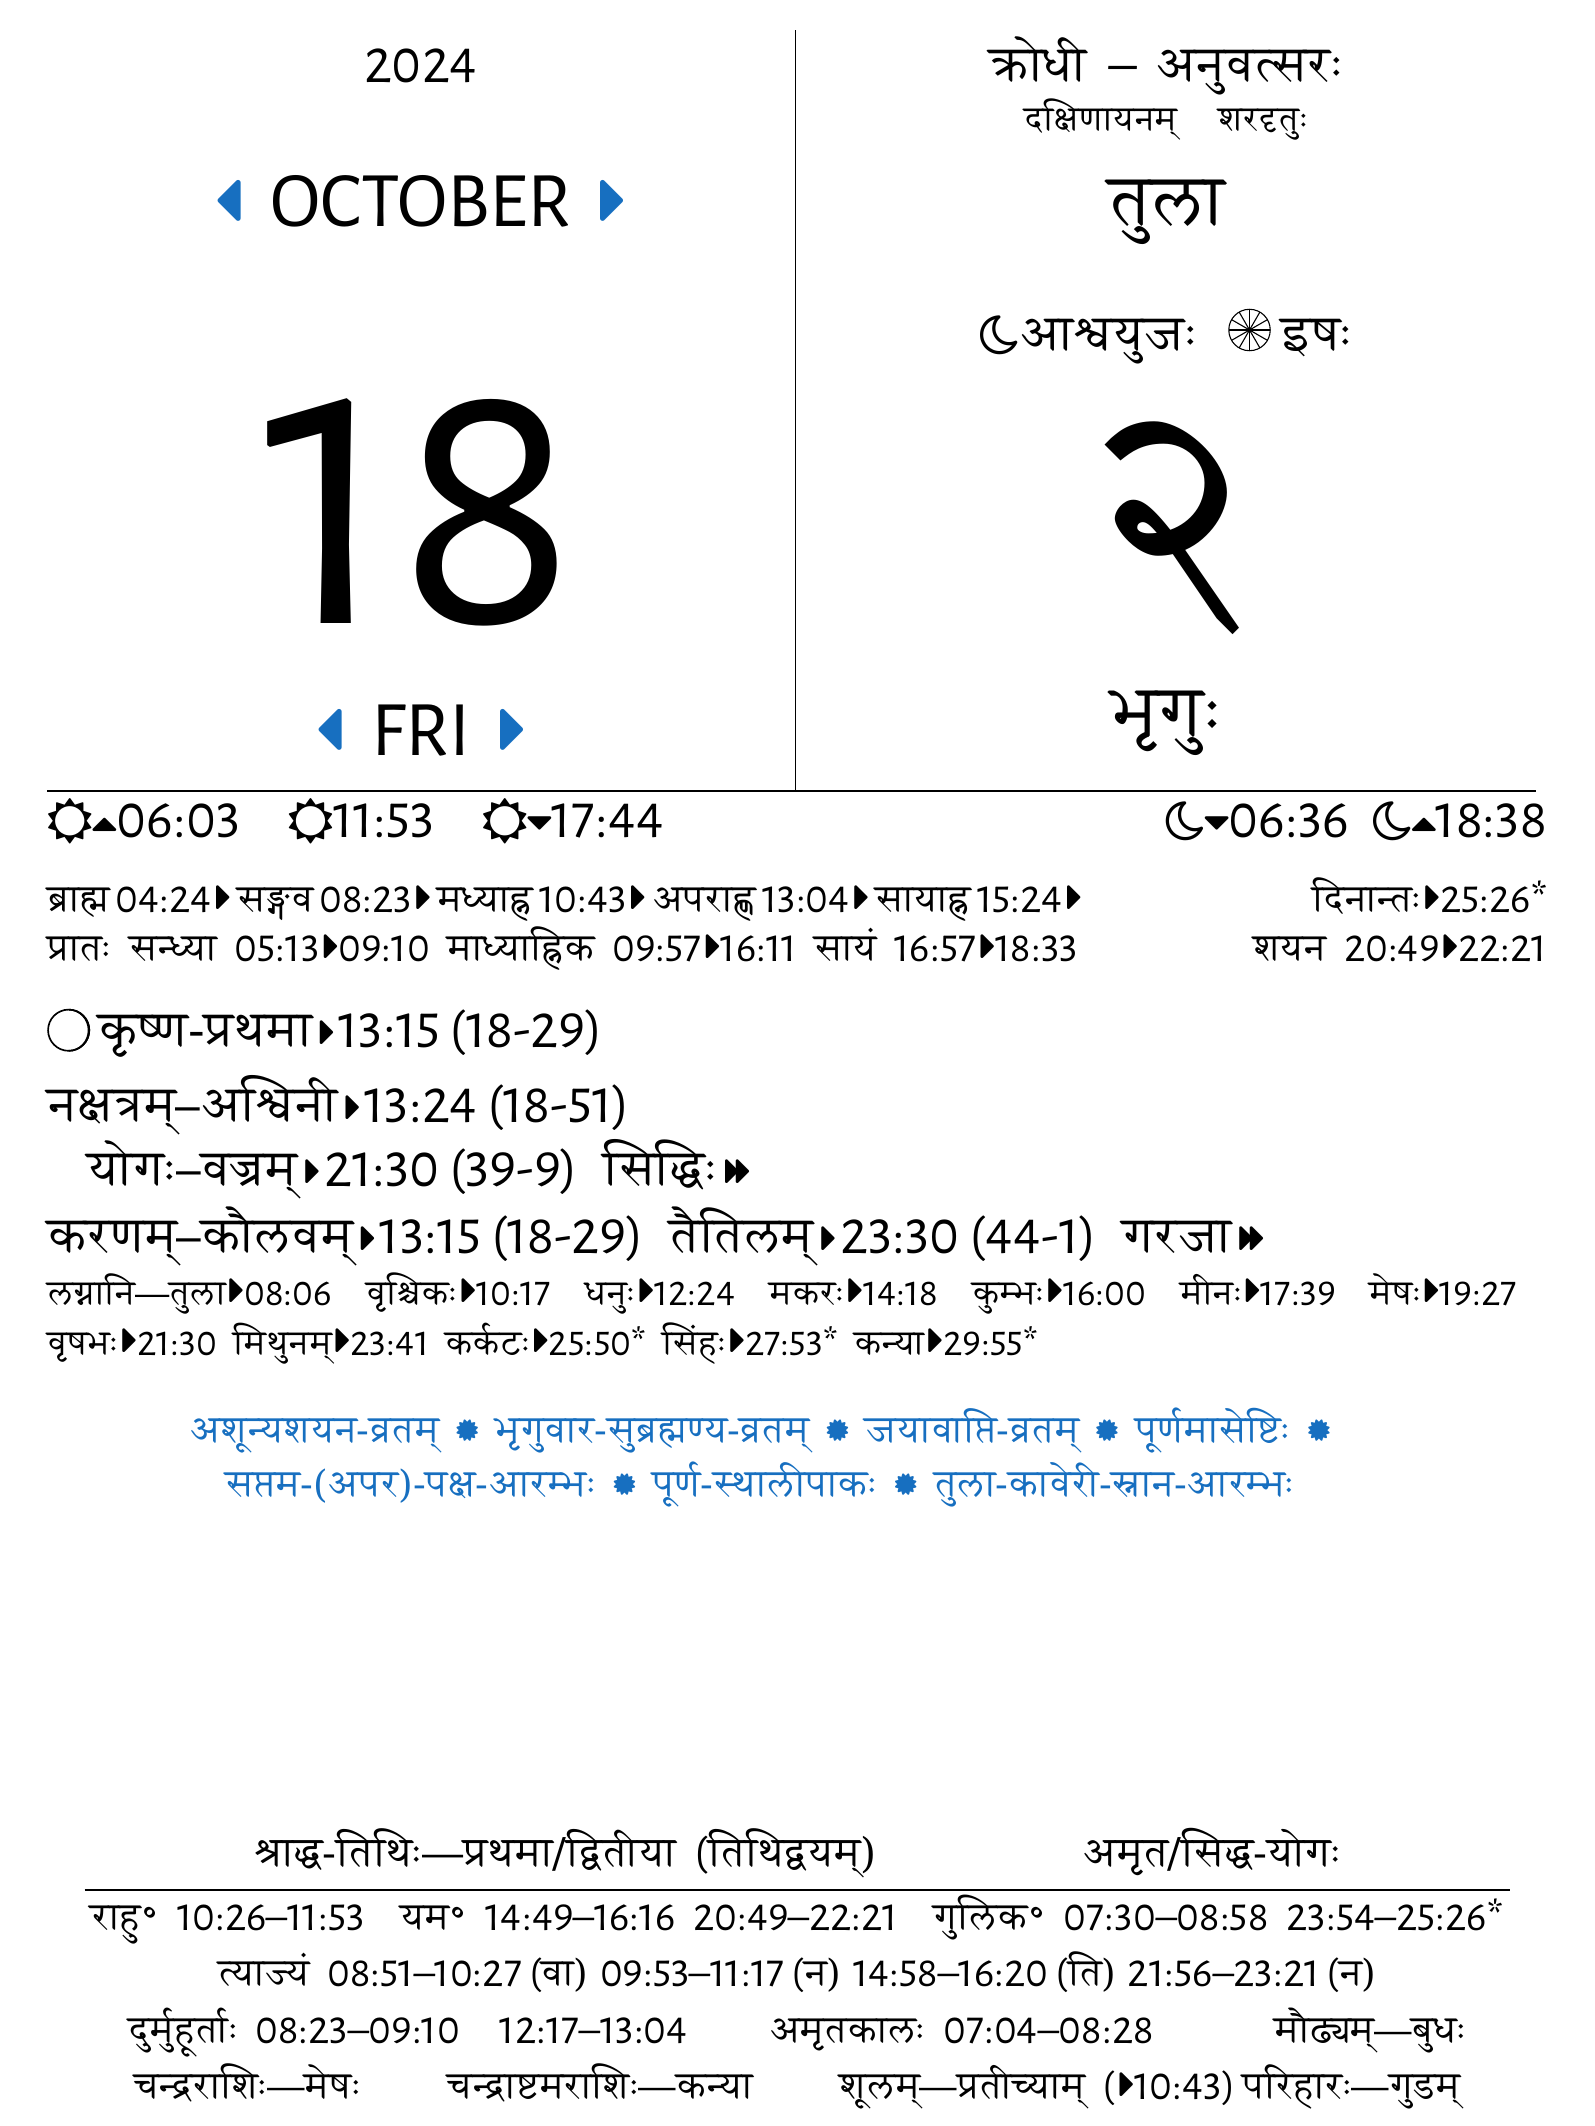 2024
OCTOBER
18
FRI
क्रोधी – अनुवत्सरः
दक्षिणायनम् शरदृतुः
तुला
आश्वयुजः इषः
२
भृगुः
06:03 11:53 17:44 06:36 18:38
ब्राह्म 04:24 सङ्गव 08:23 मध्याह्न 10:43 अपराह्ण 13:04 सायाह्न 15:24 दिनान्तः 25:26*
प्रातः सन्ध्या 05:13 09:10 माध्याह्निक 09:57 16:11 सायं 16:57 18:33 शयन 20:49 22:21
कृष्ण-प्रथमा 13:15 (18-29)
नक्षत्रम्–अश्विनी 13:24 (18-51)
योगः–वज्रम् 21:30 (39-9) सिद्धिः
करणम्–कौलवम् 13:15 (18-29) तैतिलम् 23:30 (44-1) गरजा
लग्नानि—तुला 08:06 वृश्चिकः 10:17 धनुः 12:24 मकरः 14:18 कुम्भः 16:00 मीनः 17:39 मेषः 19:27
वृषभः 21:30 मिथुनम् 23:41 कर्कटः 25:50* सिंहः 27:53* कन्या 29:55*
अशून्यशयन-व्रतम् ✹ भृगुवार-सुब्रह्मण्य-व्रतम् ✹ जयावाप्ति-व्रतम् ✹ पूर्णमासेष्टिः ✹
सप्तम-(अपर)-पक्ष-आरम्भः ✹ पूर्ण-स्थालीपाकः ✹ तुला-कावेरी-स्नान-आरम्भः
श्राद्ध-तिथिः—प्रथमा/द्वितीया (तिथिद्वयम्) अमृत/सिद्ध-योगः
राहु॰ 10:26–11:53 यम॰ 14:49–16:16 20:49–22:21 गुलिक॰ 07:30–08:58 23:54–25:26*
त्याज्यं 08:51–10:27 (वा) 09:53–11:17 (न) 14:58–16:20 (ति) 21:56–23:21 (न)
दुर्मुहूर्ताः 08:23–09:10 12:17–13:04 अमृतकालः 07:04–08:28 मौढ्यम्—बुधः
चन्द्रराशिः—मेषः चन्द्राष्टमराशिः—कन्या शूलम्—प्रतीच्याम् (10:43) परिहारः—गुडम्